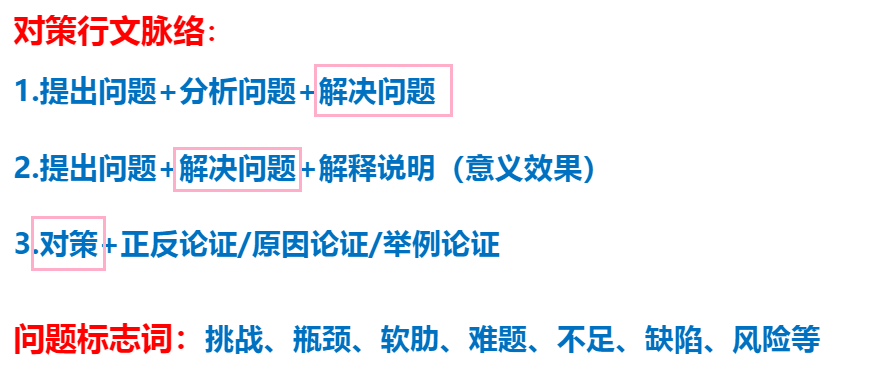 对策行文脉络：
1.提出问题+分析问题+解决问题
2.提出问题+解决问题+解释说明（意义效果）
3.对策+正反论证/原因论证/举例论证
问题标志词：挑战、瓶颈、软肋、难题、不足、缺陷、风险等